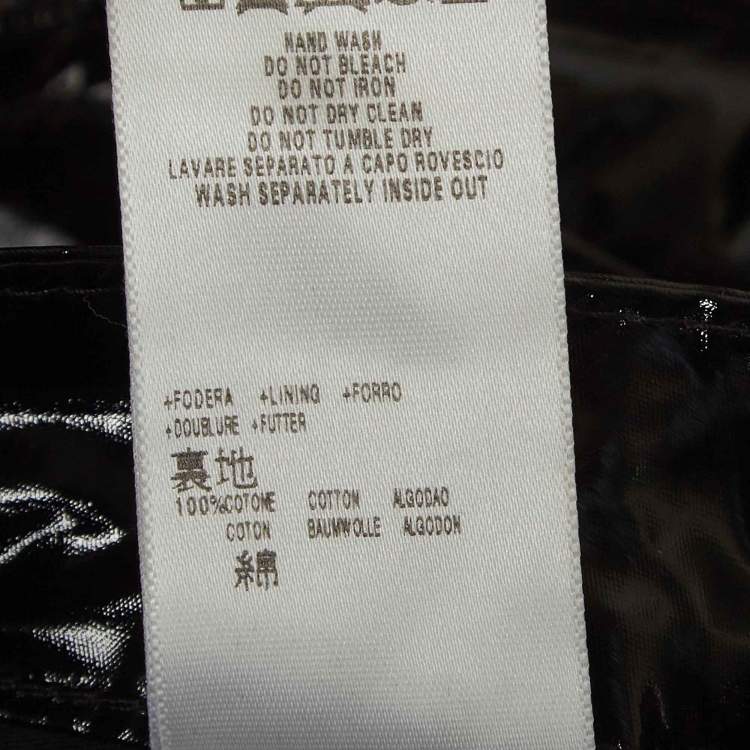 HAND WASH
DO NOT BLEACH
DO NOT IRON
DO NOT DRY CLEAN
DO NOT TUMBLE DRY
LAVARE SEPARATO A CAPO ROVESCIO
WASH SEPARATELY INSIDE OUT
+FODERA +LINING +FORRO
+DOUBLURE +FUTTER
裏地
100%COTONE COTTON ALGODAO
COTON BAUMWOLLE ALGODON
綿